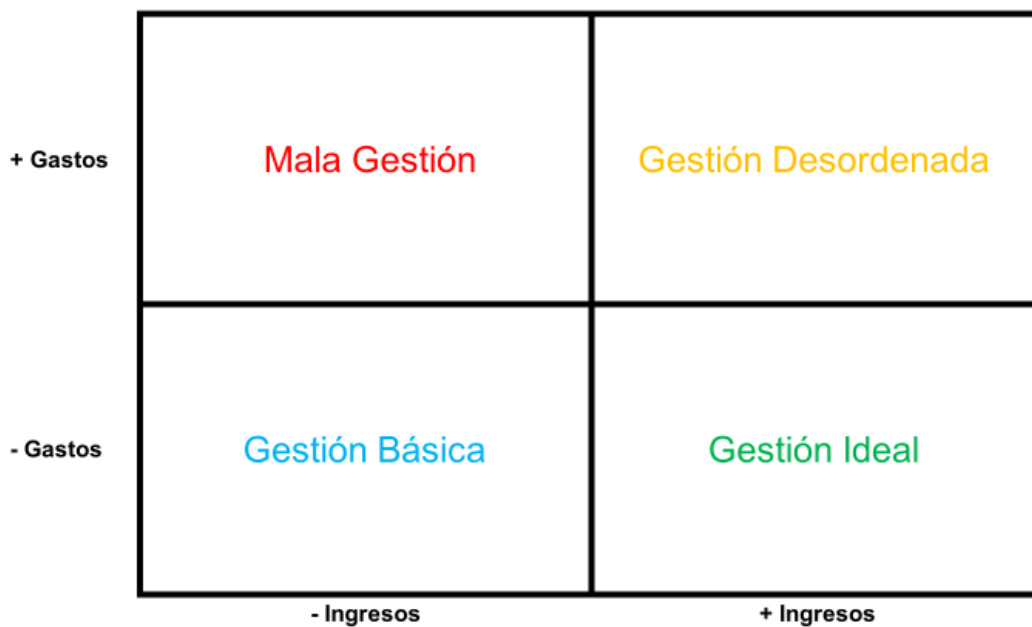 + Gastos
Mala Gestión
Gestión Desordenada
- Gastos
Gestión Básica
Gestión Ideal
- Ingresos
+ Ingresos